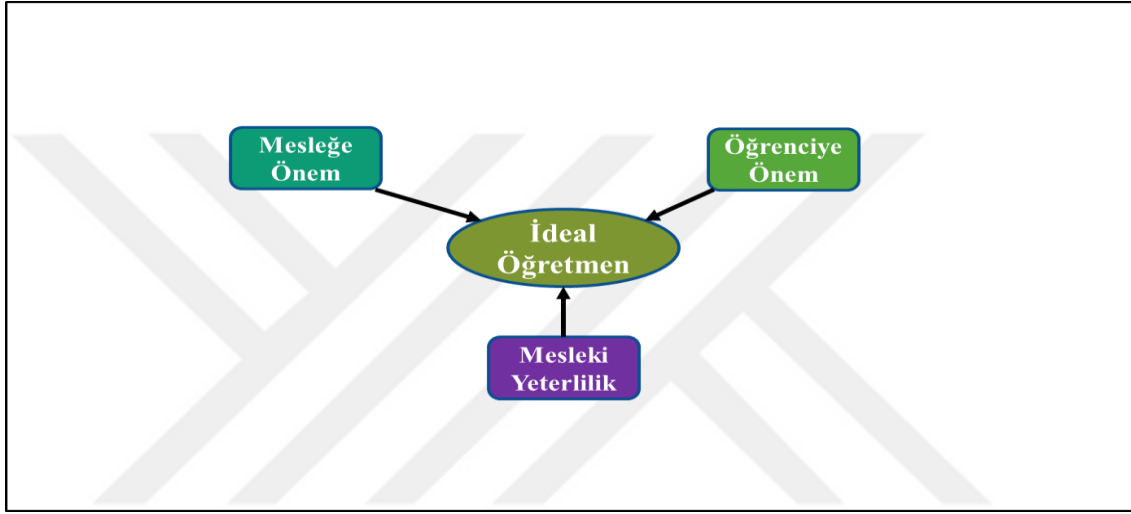 Mesleğe
Önem
Öğrenciye
Önem
İdeal
Öğretmen
Mesleki
Yeterlilik